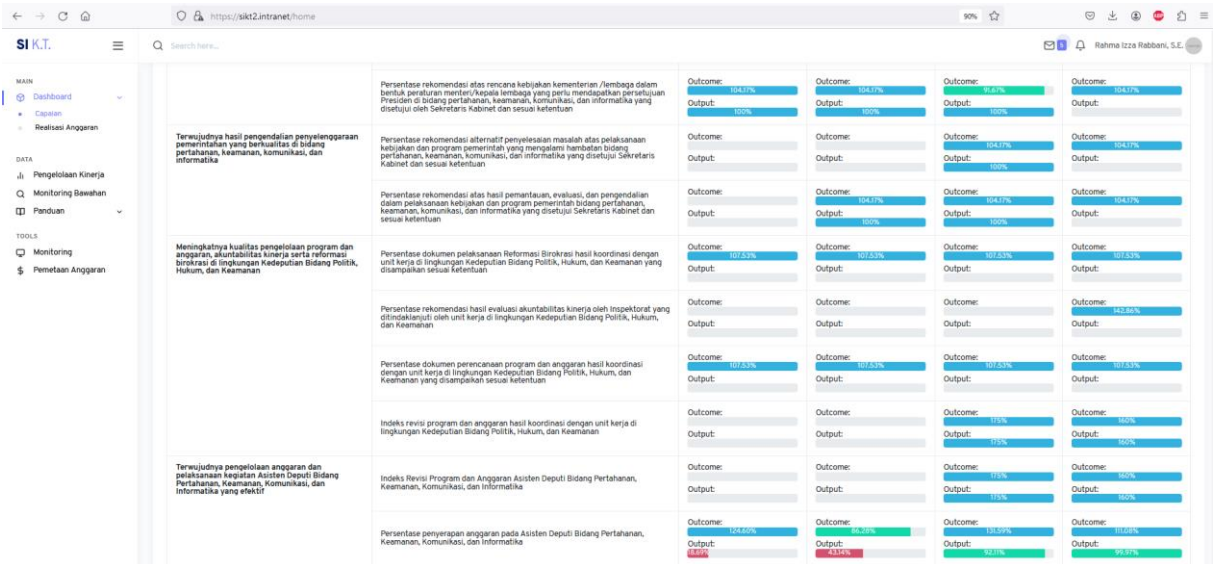 https://sikt2.intranet/home
90%
SI K.T.
Search here...
5
Rahma Izza Rabbani, S.E.
MAIN
Dashboard
Capaian
Realisasi Anggaran
DATA
Pengelolaan Kinerja
Monitoring Bawahan
Panduan
TOOLS
Monitoring
Pemetaan Anggaran
Persentase rekomendasi atas rencana kebijakan kementerian /lembaga dalam
bentuk peraturan menteri/kepala lembaga yang perlu mendapatkan persetujuan
Presiden di bidang pertahanan, keamanan, komunikasi, dan informatika yang
disetujui oleh Sekretaris Kabinet dan sesuai ketentuan
Outcome: Outcome: Outcome: Outcome:
104,17% 104,17% 91,67% 104,17%
Output: Output: Output: Output:
100% 100% 100%
Terwujudnya hasil pengendalian penyelenggaraan
pemerintahan yang berkualitas di bidang
pertahanan, keamanan, komunikasi, dan
informatika
Persentase rekomendasi alternatif penyelesaian masalah atas pelaksanaan
kebijakan dan program pemerintah yang mengalami hambatan bidang
pertahanan, keamanan, komunikasi, dan informatika yang disetujui Sekretaris
Kabinet dan sesuai ketentuan
Outcome: Outcome: Outcome: Outcome:
104,17% 104,17%
Output: Output: Output: Output:
100%
Persentase rekomendasi atas hasil pemantauan, evaluasi, dan pengendalian
dalam pelaksanaan kebijakan dan program pemerintah bidang pertahanan,
keamanan, komunikasi, dan informatika yang disetujui Sekretaris Kabinet dan
sesuai ketentuan
Outcome: Outcome: Outcome: Outcome:
104,17% 104,17% 104,17%
Output: Output: Output: Output:
100% 100%
Meningkatnya kualitas pengelolaan program dan
anggaran, akuntabilitas kinerja serta reformasi
birokrasi di lingkungan Kedeputian Bidang Politik,
Hukum, dan Keamanan
Persentase dokumen pelaksanaan Reformasi Birokrasi hasil koordinasi dengan
unit kerja di lingkungan Kedeputian Bidang Politik, Hukum, dan Keamanan yang
disampaikan sesuai ketentuan
Outcome: Outcome: Outcome: Outcome:
107,53% 107,53% 107,53% 107,53%
Output: Output: Output: Output:
Persentase rekomendasi hasil evaluasi akuntabilitas kinerja oleh Inspektorat yang
ditindaklanjuti oleh unit kerja di lingkungan Kedeputian Bidang Politik, Hukum,
dan Keamanan
Outcome: Outcome: Outcome: Outcome:
142,86%
Output: Output: Output: Output:
Persentase dokumen perencanaan program dan anggaran hasil koordinasi
dengan unit kerja di lingkungan Kedeputian Bidang Politik, Hukum, dan
Keamanan yang disampaikan sesuai ketentuan
Outcome: Outcome: Outcome: Outcome:
107,53% 107,53% 107,53% 107,53%
Output: Output: Output: Output:
Indeks revisi program dan anggaran hasil koordinasi dengan unit kerja di
lingkungan Kedeputian Bidang Politik, Hukum, dan Keamanan
Outcome: Outcome: Outcome: Outcome:
175% 160%
Output: Output: Output: Output:
175% 160%
Terwujudnya pengelolaan anggaran dan
pelaksanaan kegiatan Asisten Deputi Bidang
Pertahanan, Keamanan, Komunikasi, dan
Informatika yang efektif
Indeks Revisi Program dan Anggaran Asisten Deputi Bidang Pertahanan,
Keamanan, Komunikasi, dan Informatika
Outcome: Outcome: Outcome: Outcome:
175% 160%
Output: Output: Output: Output:
175% 160%
Persentase penyerapan anggaran pada Asisten Deputi Bidang Pertahanan,
Keamanan, Komunikasi, dan Informatika
Outcome: Outcome: Outcome: Outcome:
124,60% 86,28% 131,59% 111,08%
Output: Output: Output: Output:
18,69% 43,14% 92,11% 99,97%